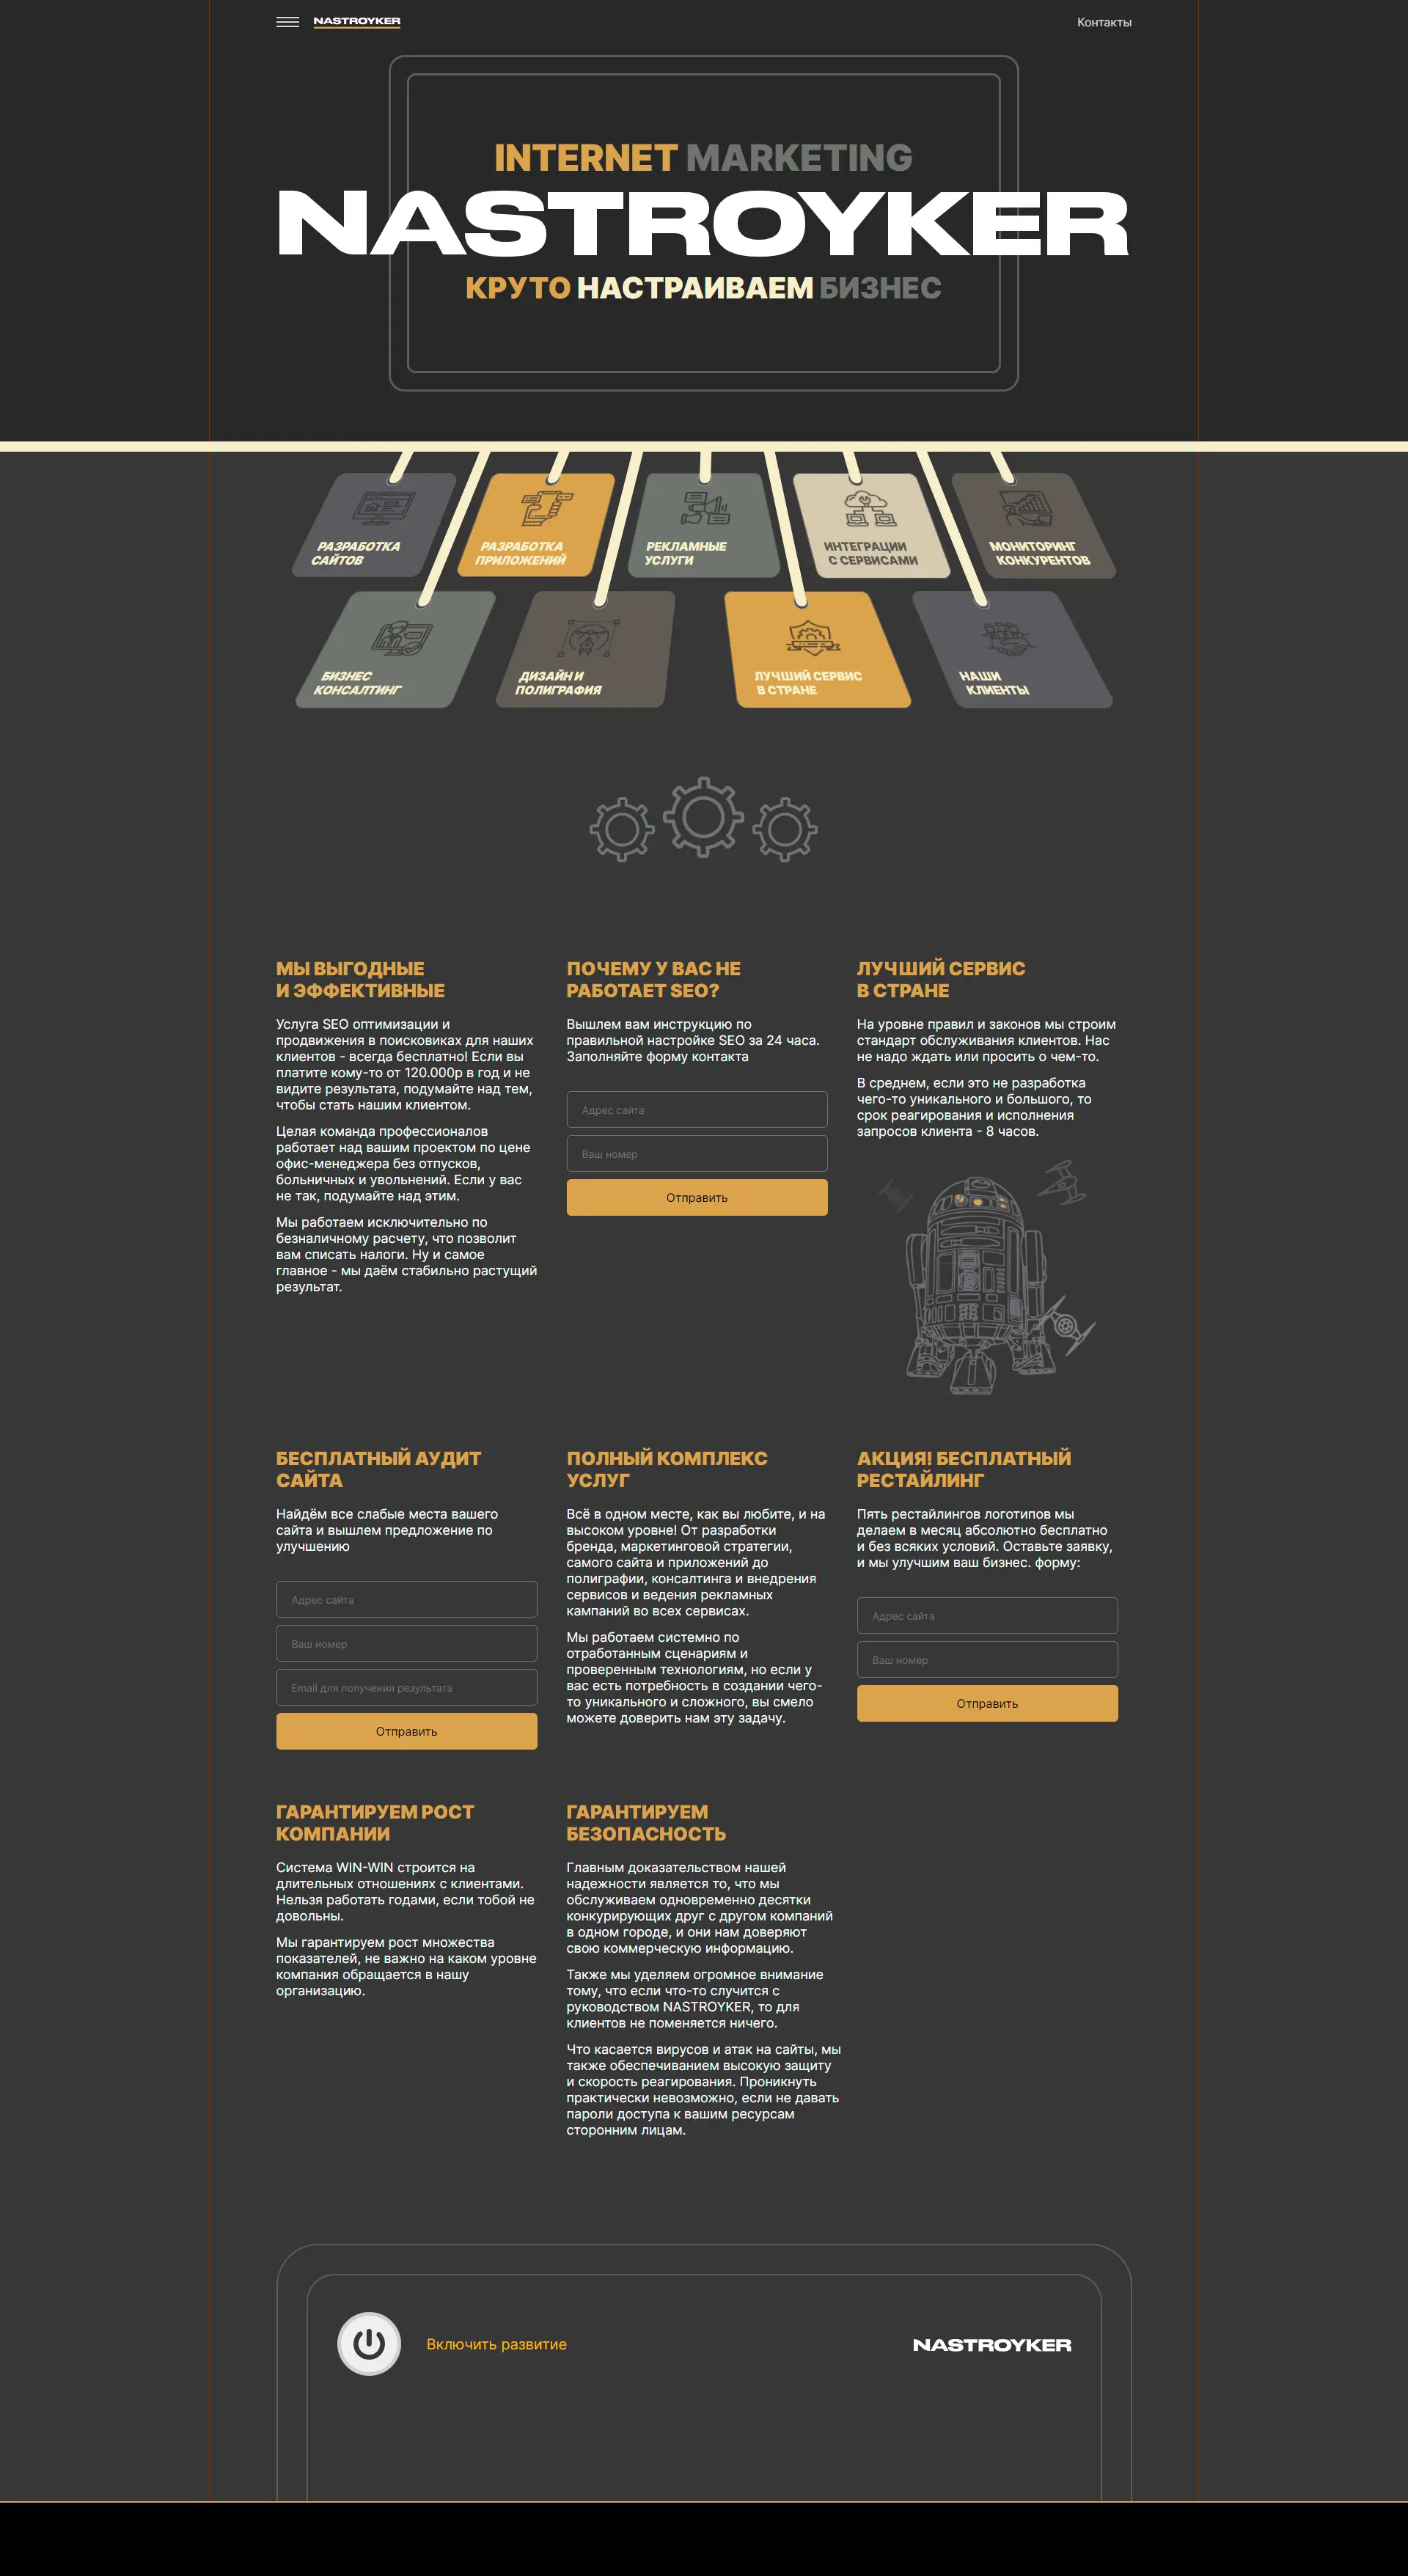 NASTROYKER
Контакты
INTERNET MARKETING
NASTROYKER
КРУТО НАСТРАИВАЕМ БИЗНЕС
РАЗРАБОТКА
САЙТОВ
РАЗРАБОТКА
ПРИЛОЖЕНИЙ
РЕКЛАМНЫЕ
УСЛУГИ
ИНТЕГРАЦИИ
С СЕРВИСАМИ
МОНИТОРИНГ
КОНКУРЕНТОВ
БИЗНЕС
КОНСАЛТИНГ
ДИЗАЙН И
ПОЛИГРАФИЯ
ЛУЧШИЙ СЕРВИС
В СТРАНЕ
НАШИ
КЛИЕНТЫ
МЫ ВЫГОДНЫЕ
И ЭФФЕКТИВНЫЕ
Услуга SEO оптимизации и
продвижения в поисковиках для наших
клиентов - всегда бесплатно! Если вы
платите кому-то от 120.000р в год и не
видите результата, подумайте над тем,
чтобы стать нашим клиентом.
Целая команда профессионалов
работает над вашим проектом по цене
офис-менеджера без отпусков,
больничных и увольнений. Если у вас
не так, подумайте над этим.
Мы работаем исключительно по
безналичному расчету, что позволит
вам списать налоги. Ну и самое
главное - мы даём стабильно растущий
результат.
ПОЧЕМУ У ВАС НЕ
РАБОТАЕТ SEO?
Вышлем вам инструкцию по
правильной настройке SEO за 24 часа.
Заполняйте форму контакта
Адрес сайта
Ваш номер
Отправить
ЛУЧШИЙ СЕРВИС
В СТРАНЕ
На уровне правил и законов мы строим
стандарт обслуживания клиентов. Нас
не надо ждать или просить о чем-то.
В среднем, если это не разработка
чего-то уникального и большого, то
срок реагирования и исполнения
запросов клиента - 8 часов.
БЕСПЛАТНЫЙ АУДИТ
САЙТА
Найдём все слабые места вашего
сайта и вышлем предложение по
улучшению
Адрес сайта
Ваш номер
Email для получения результата
Отправить
ПОЛНЫЙ КОМПЛЕКС
УСЛУГ
Всё в одном месте, как вы любите, и на
высоком уровне! От разработки
бренда, маркетинговой стратегии,
самого сайта и приложений до
полиграфии, консалтинга и внедрения
сервисов и ведения рекламных
кампаний во всех сервисах.
Мы работаем системно по
отработанным сценариям и
проверенным технологиям, но если у
вас есть потребность в создании чего-
то уникального и сложного, вы смело
можете доверить нам эту задачу.
АКЦИЯ! БЕСПЛАТНЫЙ
РЕСТАЙЛИНГ
Пять рестайлингов логотипов мы
делаем в месяц абсолютно бесплатно
и без всяких условий. Оставьте заявку,
и мы улучшим ваш бизнес. форму:
Адрес сайта
Ваш номер
Отправить
ГАРАНТИРУЕМ РОСТ
КОМПАНИИ
Система WIN-WIN строится на
длительных отношениях с клиентами.
Нельзя работать годами, если тобой не
довольны.
Мы гарантируем рост множества
показателей, не важно на каком уровне
компания обращается в нашу
организацию.
ГАРАНТИРУЕМ
БЕЗОПАСНОСТЬ
Главным доказательством нашей
надежности является то, что мы
обслуживаем одновременно десятки
конкурирующих друг с другом компаний
в одном городе, и они нам доверяют
свою коммерческую информацию.
Также мы уделяем огромное внимание
тому, что если что-то случится с
руководством NASTROYKER, то для
клиентов не поменяется ничего.
Что касается вирусов и атак на сайты, мы
также обеспечиванием высокую защиту
и скорость реагирования. Проникнуть
практически невозможно, если не давать
пароли доступа к вашим ресурсам
сторонним лицам.
Включить развитие
NASTROYKER